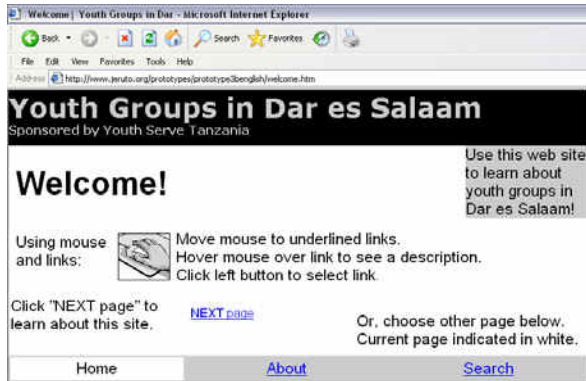 Welcome | Youth Groups in Dar - Microsoft Internet Explorer
Back Search Favorites
File Edit View Favorites Tools Help
Address http://www.jeruto.org/prototypes/prototype3benglish/welcome.htm
Youth Groups in Dar es Salaam
Sponsored by Youth Serve Tanzania
Use this web site
to learn about
youth groups in
Dar es Salaam!
Welcome!
Using mouse
and links:
Move mouse to underlined links.
Hover mouse over link to see a description.
Click left button to select link.
Click "NEXT page" to
learn about this site.
NEXT page
Or, choose other page below.
Current page indicated in white.
Home About Search